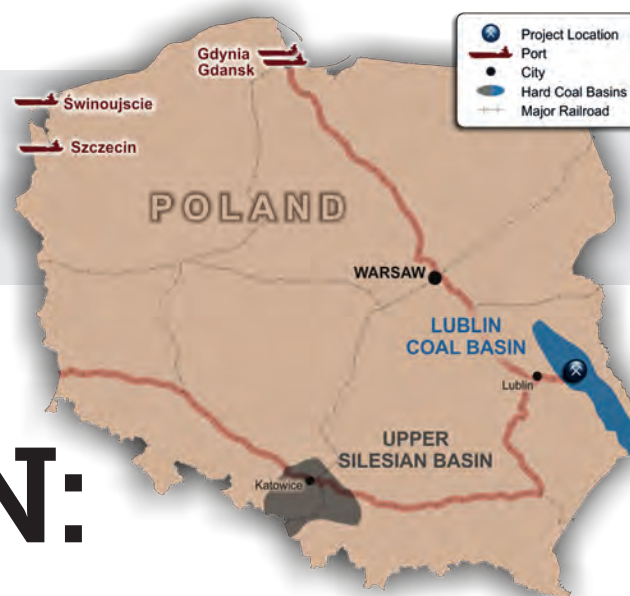 Gdynia
Gdansk
Świnoujscie
Szczecin
POLAND
WARSAW
LUBLIN
COAL BASIN
Lublin
UPPER
SILESIAN BASIN
Katowice
Project Location
Port
City
Hard Coal Basins
Major Railroad
N: